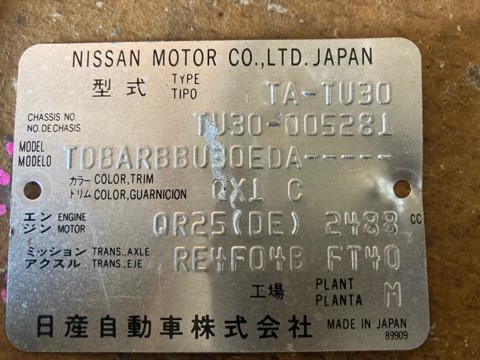 NISSAN MOTOR CO.,LTD. JAPAN
型式 TYPE TIPO TA-TU30
CHASSIS NO. NO. DE CHASIS TU30-005281
MODEL MODELO TDBARBBU30EDA-----
カラー COLOR, TRIM
トリム COLOR, GUARNICION QX1 C
エンジン ENGINE MOTOR QR25(DE) 2488 CC
ミッション TRANS., AXLE
アクスル TRANS., EJE RE4F04B FT40
工場 PLANT PLANTA M
日産自動車株式会社 MADE IN JAPAN
89909